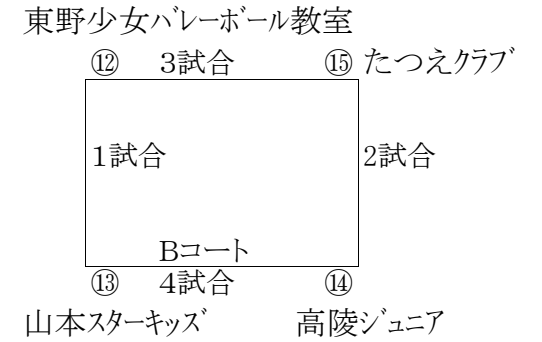 東野少女ﾊﾞﾚｰﾎﾞｰﾙ教室
⑫ 3試合 ⑮ たつえｸﾗﾌﾞ
1試合 2試合
Bコート
⑬ 4試合 ⑭
山本ｽﾀｰｷｯｽﾞ 高陵ｼﾞｭﾆｱ